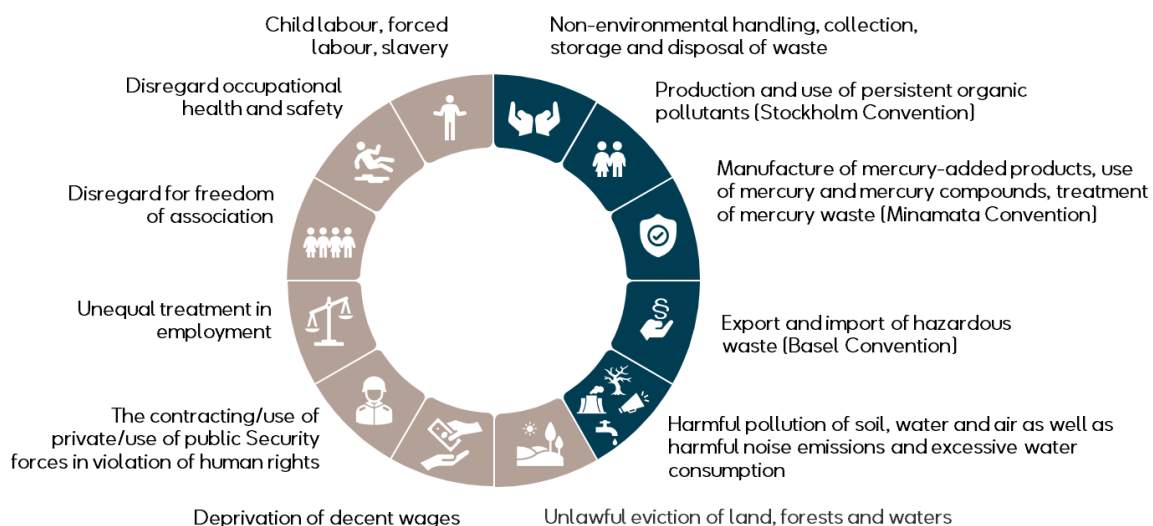 Child labour, forced
labour, slavery
Non-environmental handling, collection,
storage and disposal of waste
Disregard occupational
health and safety
Production and use of persistent organic
pollutants (Stockholm Convention)
Disregard for freedom
of association
Manufacture of mercury-added products, use
of mercury and mercury compounds, treatment
of mercury waste (Minamata Convention)
Unequal treatment in
employment
§
Export and import of hazardous
waste (Basel Convention)
The contracting/use of
private/use of public Security
forces in violation of human rights
Harmful pollution of soil, water and air as well as
harmful noise emissions and excessive water
consumption
Deprivation of decent wages
Unlawful eviction of land, forests and waters